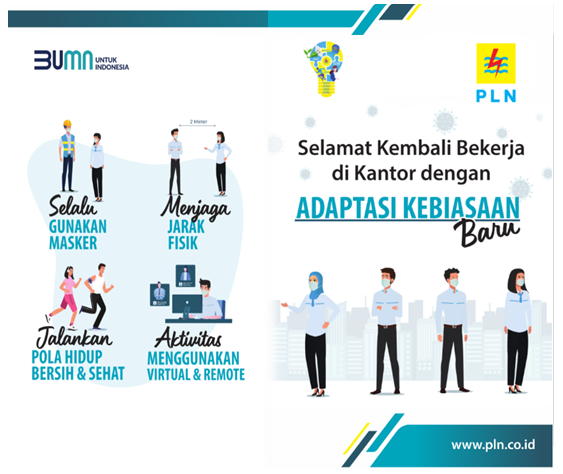 BUMN UNTUK
INDONESIA
2 Meter
Selalu
GUNAKAN
MASKER
Menjaga
JARAK
FISIK
Jalankan
POLA HIDUP
BERSIH & SEHAT
Aktivitas
MENGGUNAKAN
VIRTUAL & REMOTE
PLN
Selamat Kembali Bekerja
di Kantor dengan
ADAPTASI KEBIASAAN
Baru
www.pln.co.id